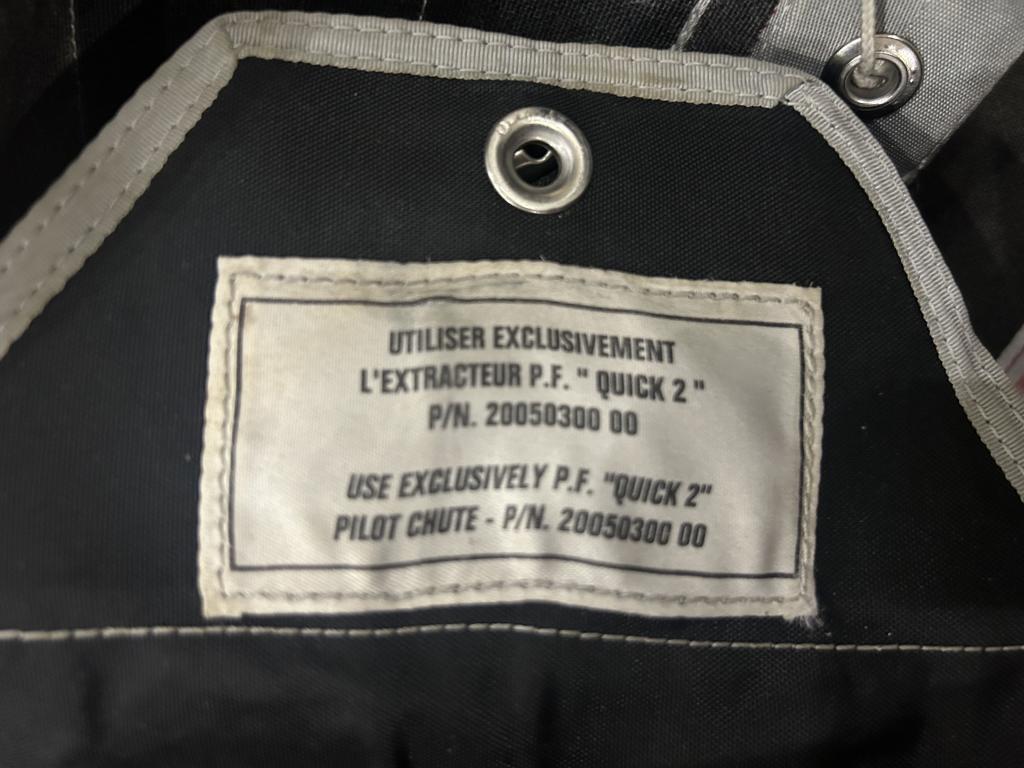 UTILISER EXCLUSIVEMENT
L'EXTRACTEUR P.F. " QUICK 2 "
P/N. 20050300 00
USE EXCLUSIVELY P.F. "QUICK 2"
PILOT CHUTE - P/N. 20050300 00